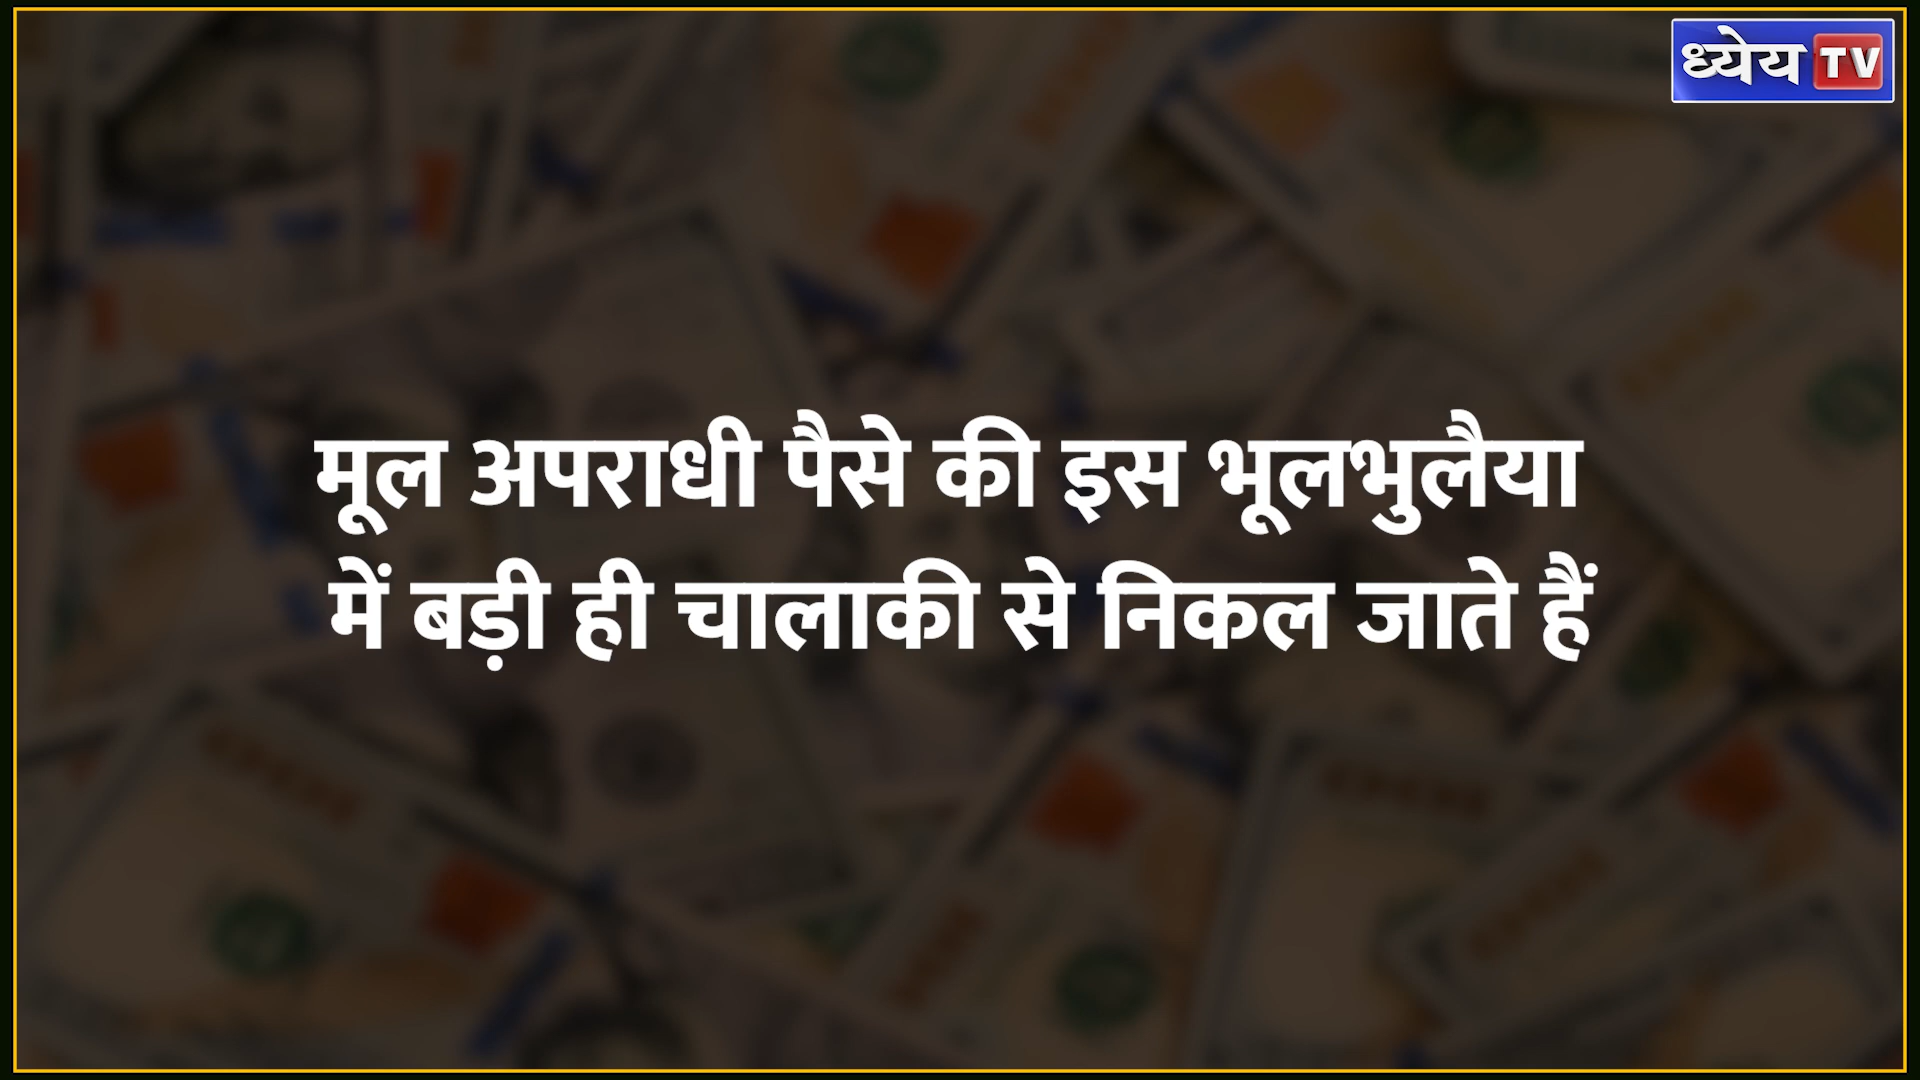 ध्येय TV
मूल अपराधी पैसे की इस भूलभुलैया
में बड़ी ही चालाकी से निकल जाते हैं